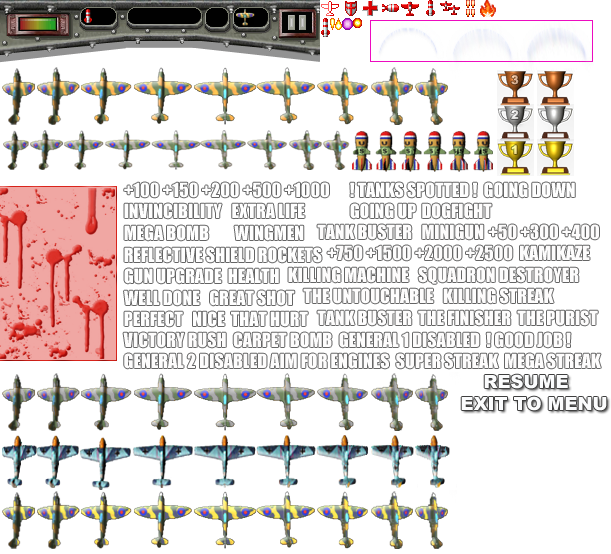 3
2
1
+100 +150 +200 +500 +1000 ! TANKS SPOTTED ! GOING DOWN
INVINCIBILITY EXTRA LIFE GOING UP DOGFIGHT
MEGA BOMB WINGMEN TANK BUSTER MINIGUN +50 +300 +400
REFLECTIVE SHIELD ROCKETS +750 +1500 +2000 +2500 KAMIKAZE
GUN UPGRADE HEALTH KILLING MACHINE SQUADRON DESTROYER
WELL DONE GREAT SHOT THE UNTOUCHABLE KILLING STREAK
PERFECT NICE THAT HURT TANK BUSTER THE FINISHER THE PURIST
VICTORY RUSH CARPET BOMB GENERAL 1 DISABLED ! GOOD JOB !
GENERAL 2 DISABLED AIM FOR ENGINES SUPER STREAK MEGA STREAK
RESUME
EXIT TO MENU